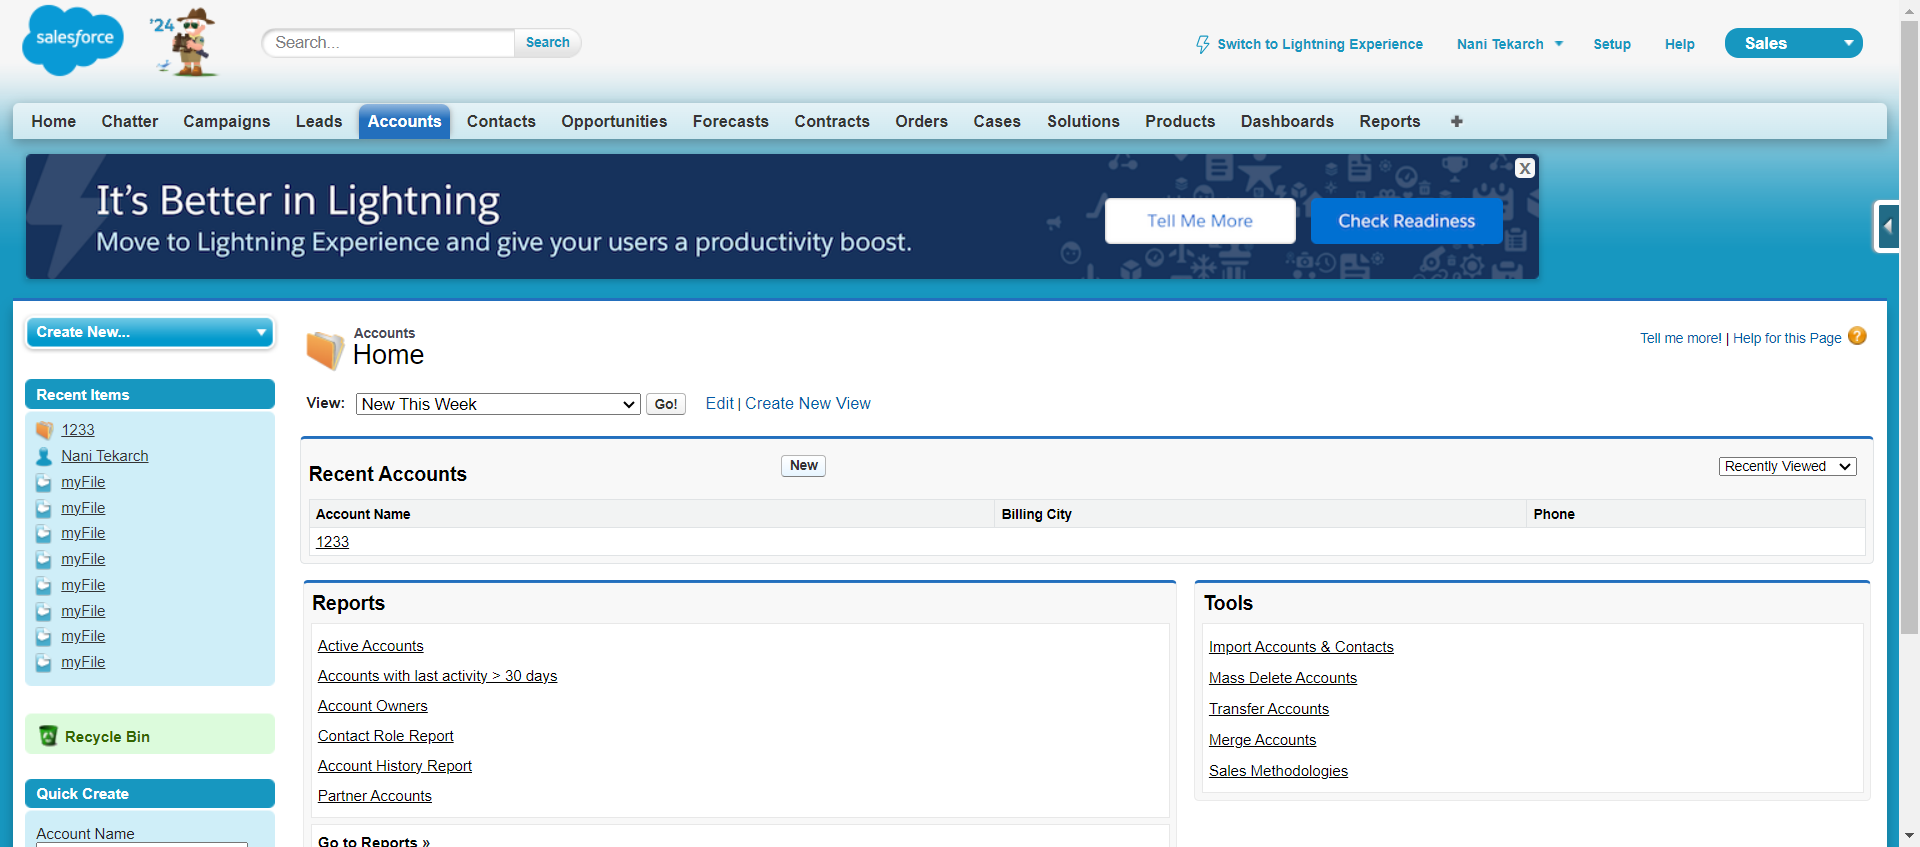 salesforce
'24
Search...
Search
Switch to Lightning Experience
Nani Tekarch
Setup
Help
Sales
Home Chatter Campaigns Leads Accounts Contacts Opportunities Forecasts Contracts Orders Cases Solutions Products Dashboards Reports +
It's Better in Lightning
Move to Lightning Experience and give your users a productivity boost.
Tell Me More
Check Readiness
X
Create New...
Accounts
Home
Tell me more! | Help for this Page ?
View: New This Week Go! Edit | Create New View
Recent Items
1233
Nani Tekarch
myFile
myFile
myFile
myFile
myFile
myFile
myFile
myFile
Recycle Bin
Quick Create
Account Name
Recent Accounts
New
Recently Viewed
Account Name Billing City Phone
1233
Reports
Active Accounts
Accounts with last activity > 30 days
Account Owners
Contact Role Report
Account History Report
Partner Accounts
Go to Reports »
Tools
Import Accounts & Contacts
Mass Delete Accounts
Transfer Accounts
Merge Accounts
Sales Methodologies